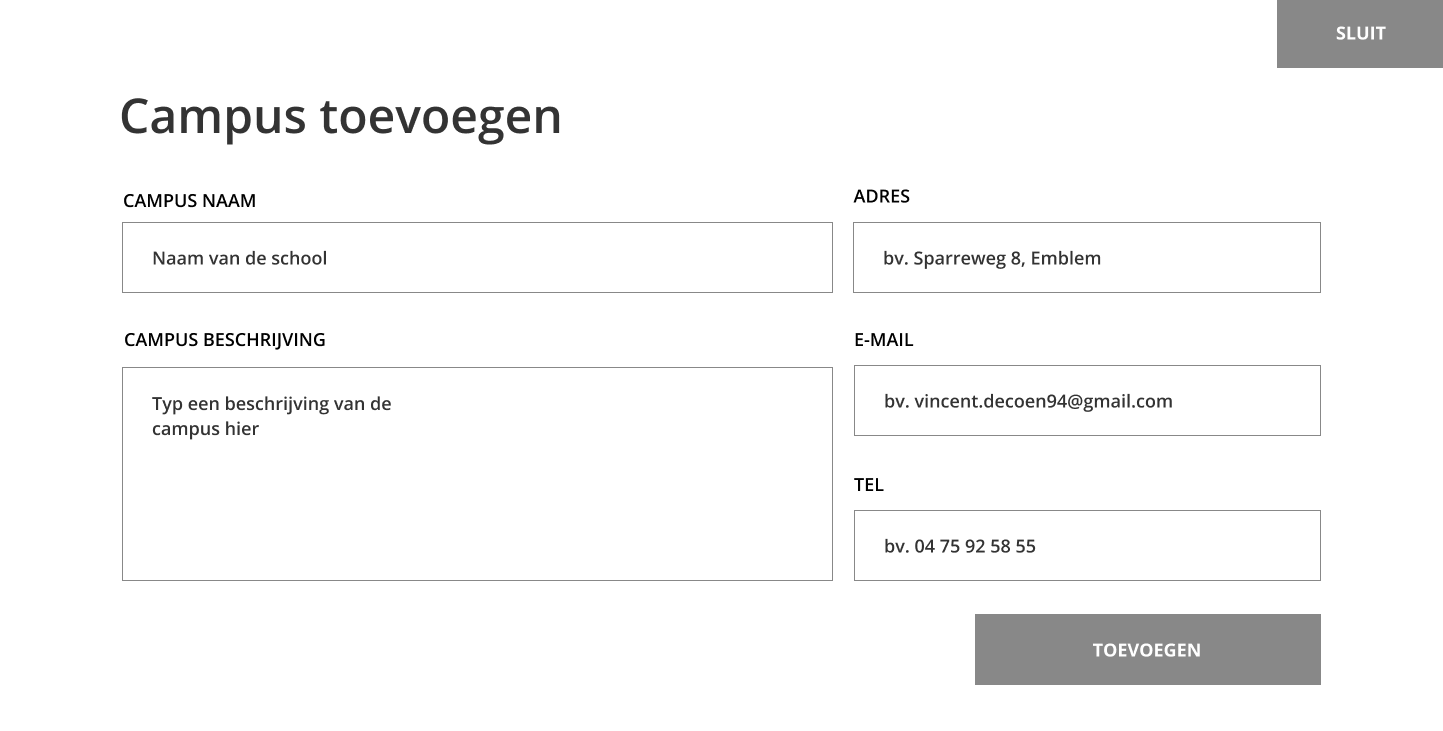 SLUIT
Campus toevoegen
CAMPUS NAAM
Naam van de school
ADRES
bv. Sparreweg 8, Emblem
CAMPUS BESCHRIJVING
Typ een beschrijving van de
campus hier
E-MAIL
bv. vincent.decoen94@gmail.com
TEL
bv. 04 75 92 58 55
TOEVOEGEN